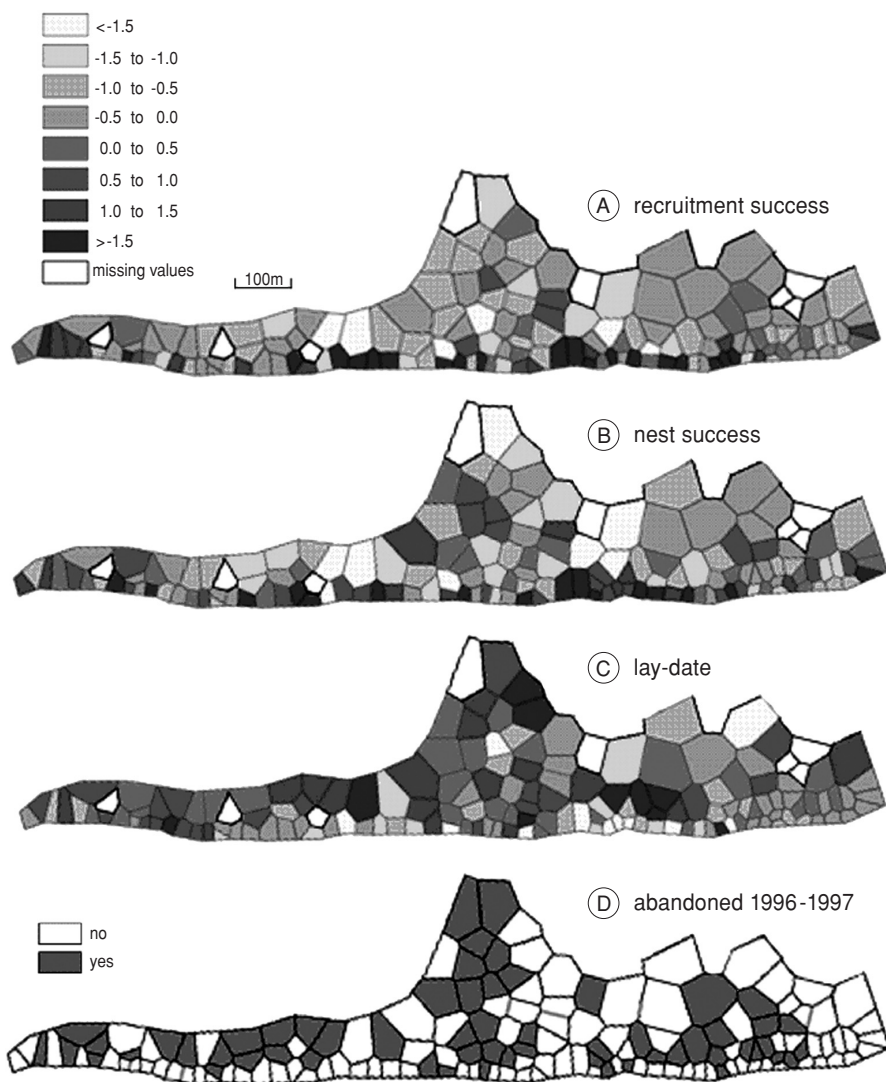 <-1.5
-1.5 to -1.0
-1.0 to -0.5
-0.5 to 0.0
0.0 to 0.5
0.5 to 1.0
1.0 to 1.5
>-1.5
missing values
100m
A recruitment success
B nest success
C lay-date
D abandoned 1996-1997
no
yes